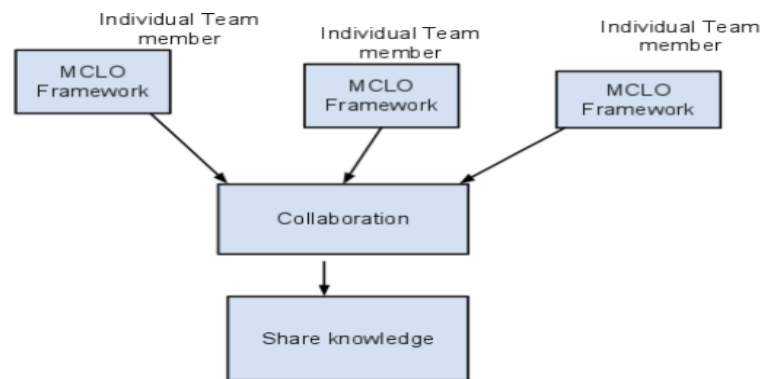 Individual Team
member
MCLO
Framework
Individual Team
member
MCLO
Framework
Individual Team
member
MCLO
Framework
Collaboration
Share knowledge